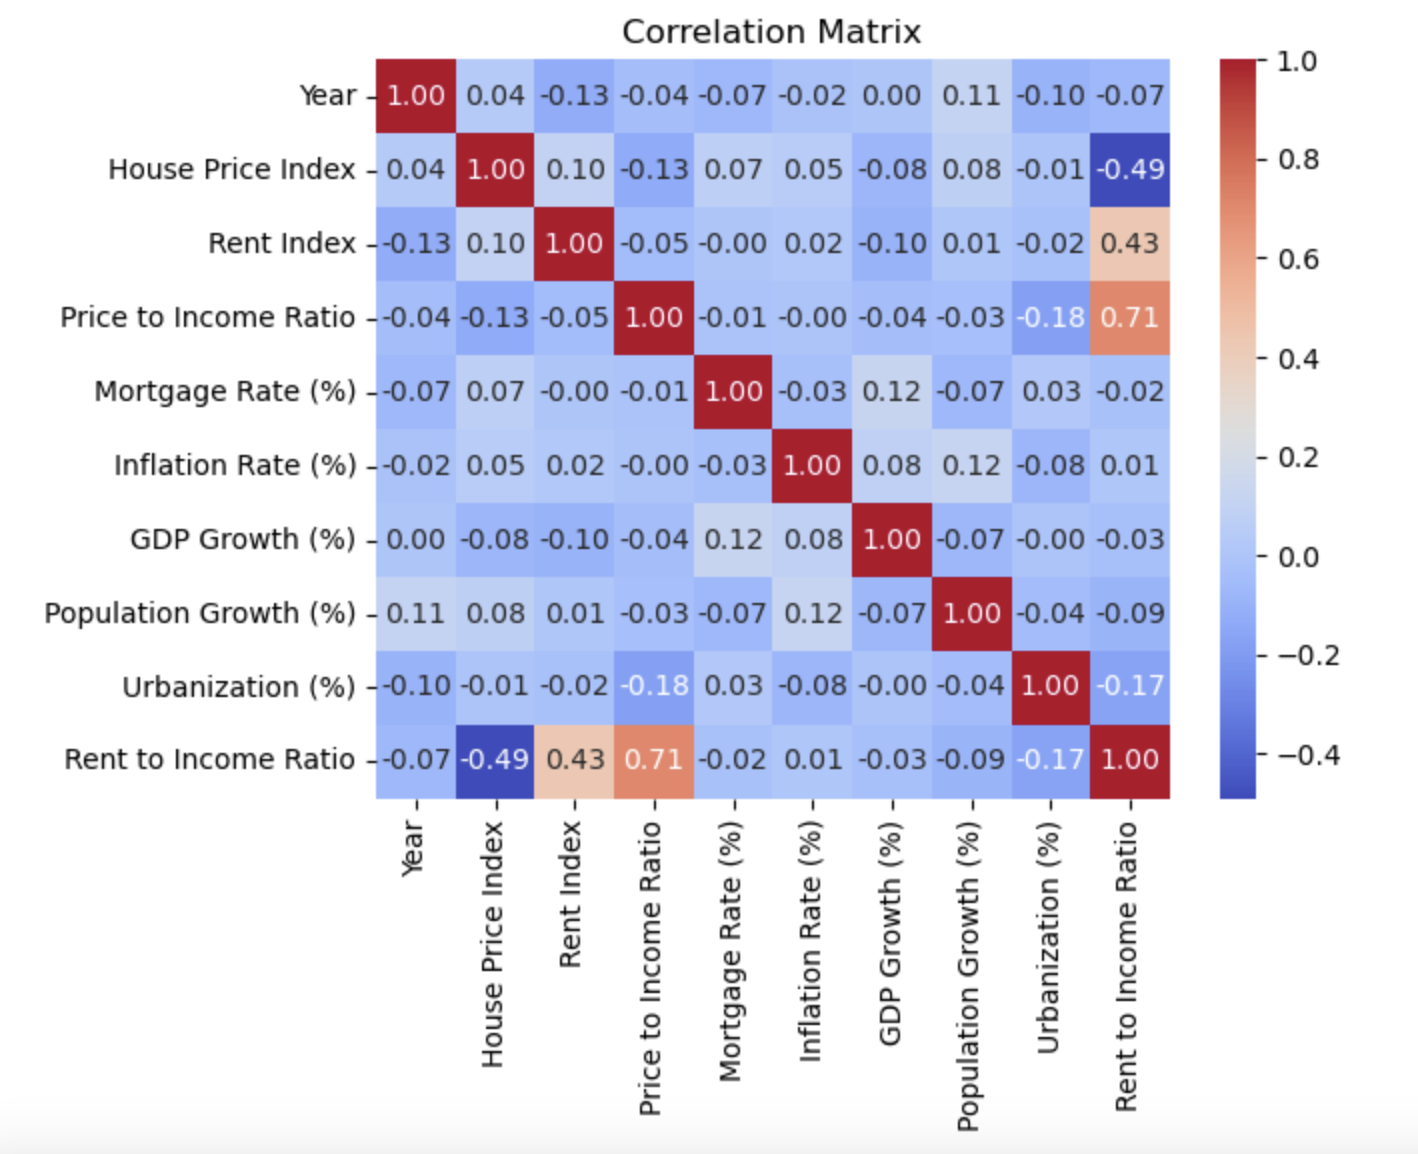 Correlation Matrix
Year 1.00 0.04 -0.13 -0.04 -0.07 -0.02 0.00 0.11 -0.10 -0.07
House Price Index 0.04 1.00 0.10 -0.13 0.07 0.05 -0.08 0.08 -0.01 -0.49
Rent Index -0.13 0.10 1.00 -0.05 -0.00 0.02 -0.10 0.01 -0.02 0.43
Price to Income Ratio -0.04 -0.13 -0.05 1.00 -0.01 -0.00 -0.04 -0.03 -0.18 0.71
Mortgage Rate (%) -0.07 0.07 -0.00 -0.01 1.00 -0.03 0.12 -0.07 0.03 -0.02
Inflation Rate (%) -0.02 0.05 0.02 -0.00 -0.03 1.00 0.08 0.12 -0.08 0.01
GDP Growth (%) 0.00 -0.08 -0.10 -0.04 0.12 0.08 1.00 -0.07 -0.00 -0.03
Population Growth (%) 0.11 0.08 0.01 -0.03 -0.07 0.12 -0.07 1.00 -0.04 -0.09
Urbanization (%) -0.10 -0.01 -0.02 -0.18 0.03 -0.08 -0.00 -0.04 1.00 -0.17
Rent to Income Ratio -0.07 -0.49 0.43 0.71 -0.02 0.01 -0.03 -0.09 -0.17 1.00
Year
House Price Index
Rent Index
Price to Income Ratio
Mortgage Rate (%)
Inflation Rate (%)
GDP Growth (%)
Population Growth (%)
Urbanization (%)
Rent to Income Ratio
1.0
0.8
0.6
0.4
0.2
0.0
−0.2
−0.4